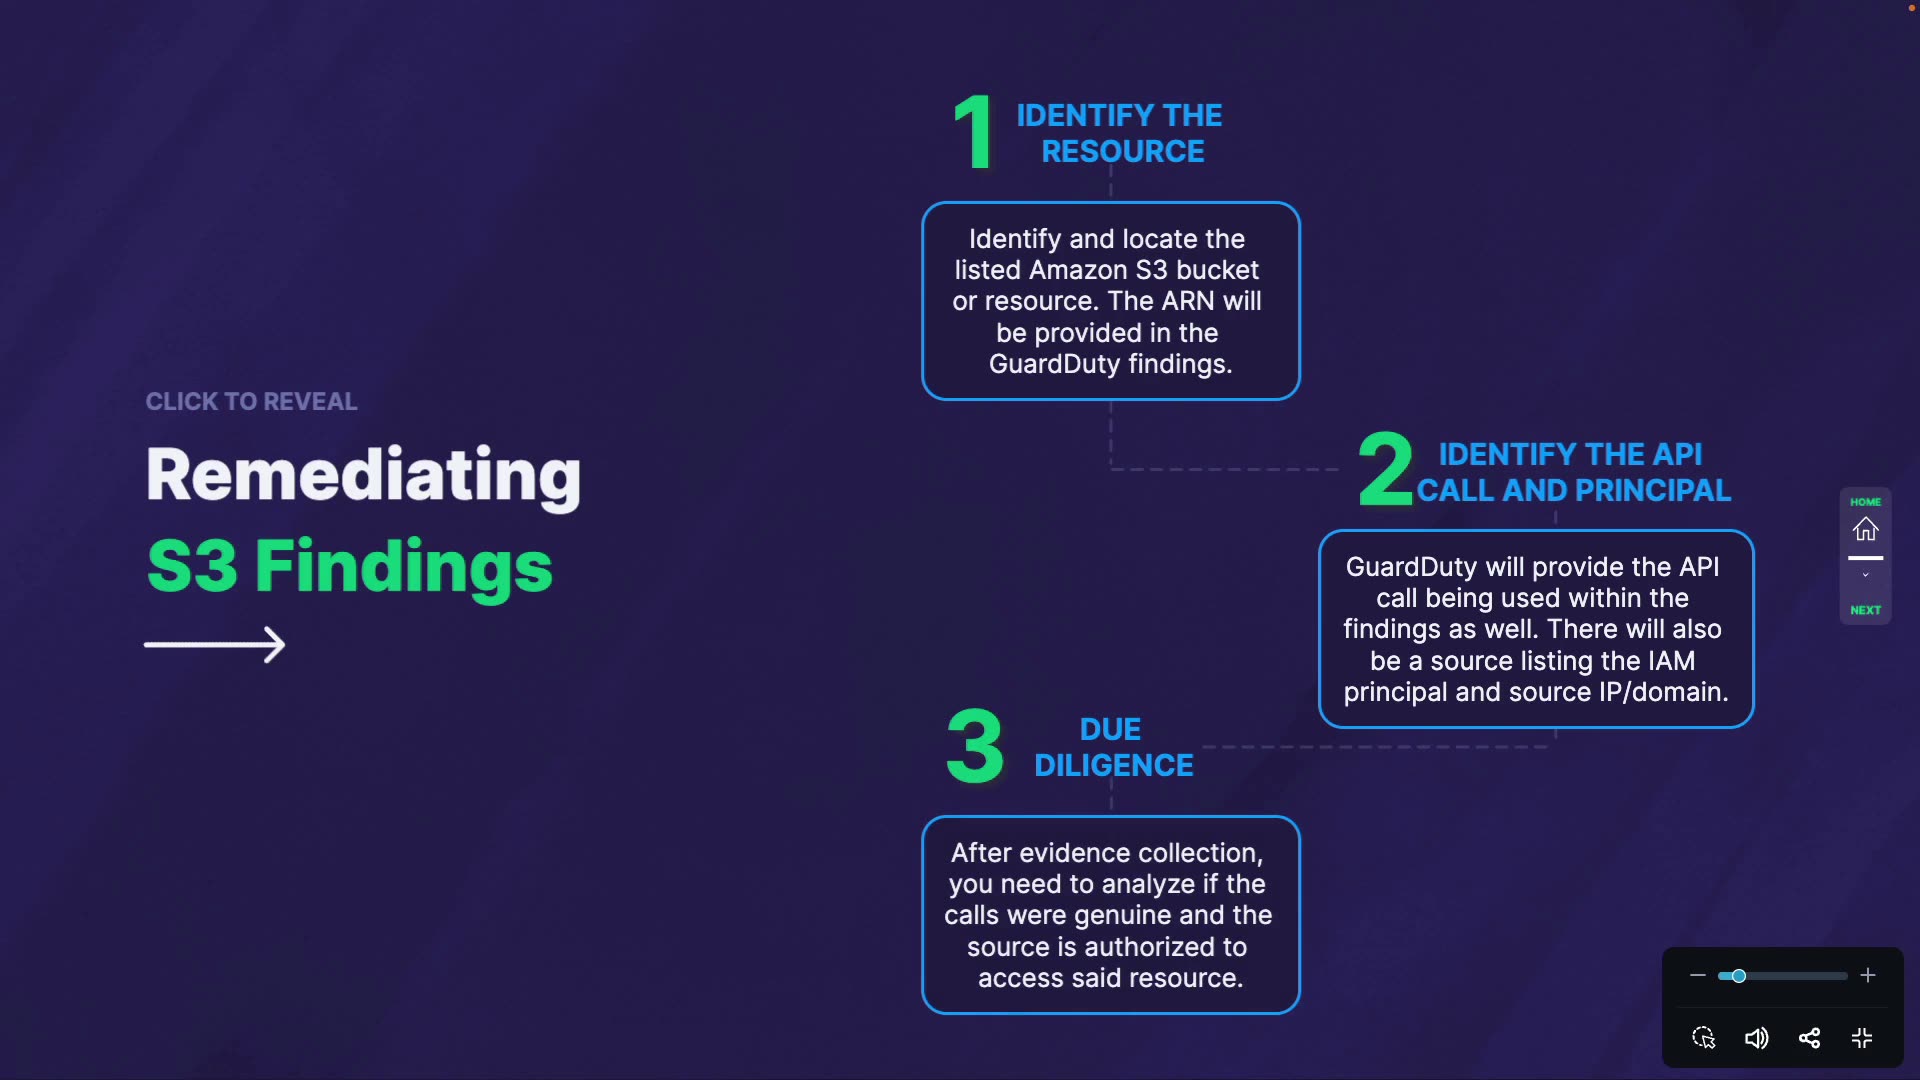 CLICK TO REVEAL
Remediating
S3 Findings
1
IDENTIFY THE
RESOURCE
Identify and locate the
listed Amazon S3 bucket
or resource. The ARN will
be provided in the
GuardDuty findings.
2
IDENTIFY THE API
CALL AND PRINCIPAL
GuardDuty will provide the API
call being used within the
findings as well. There will also
be a source listing the IAM
principal and source IP/domain.
3
DUE
DILIGENCE
After evidence collection,
you need to analyze if the
calls were genuine and the
source is authorized to
access said resource.
HOME
NEXT